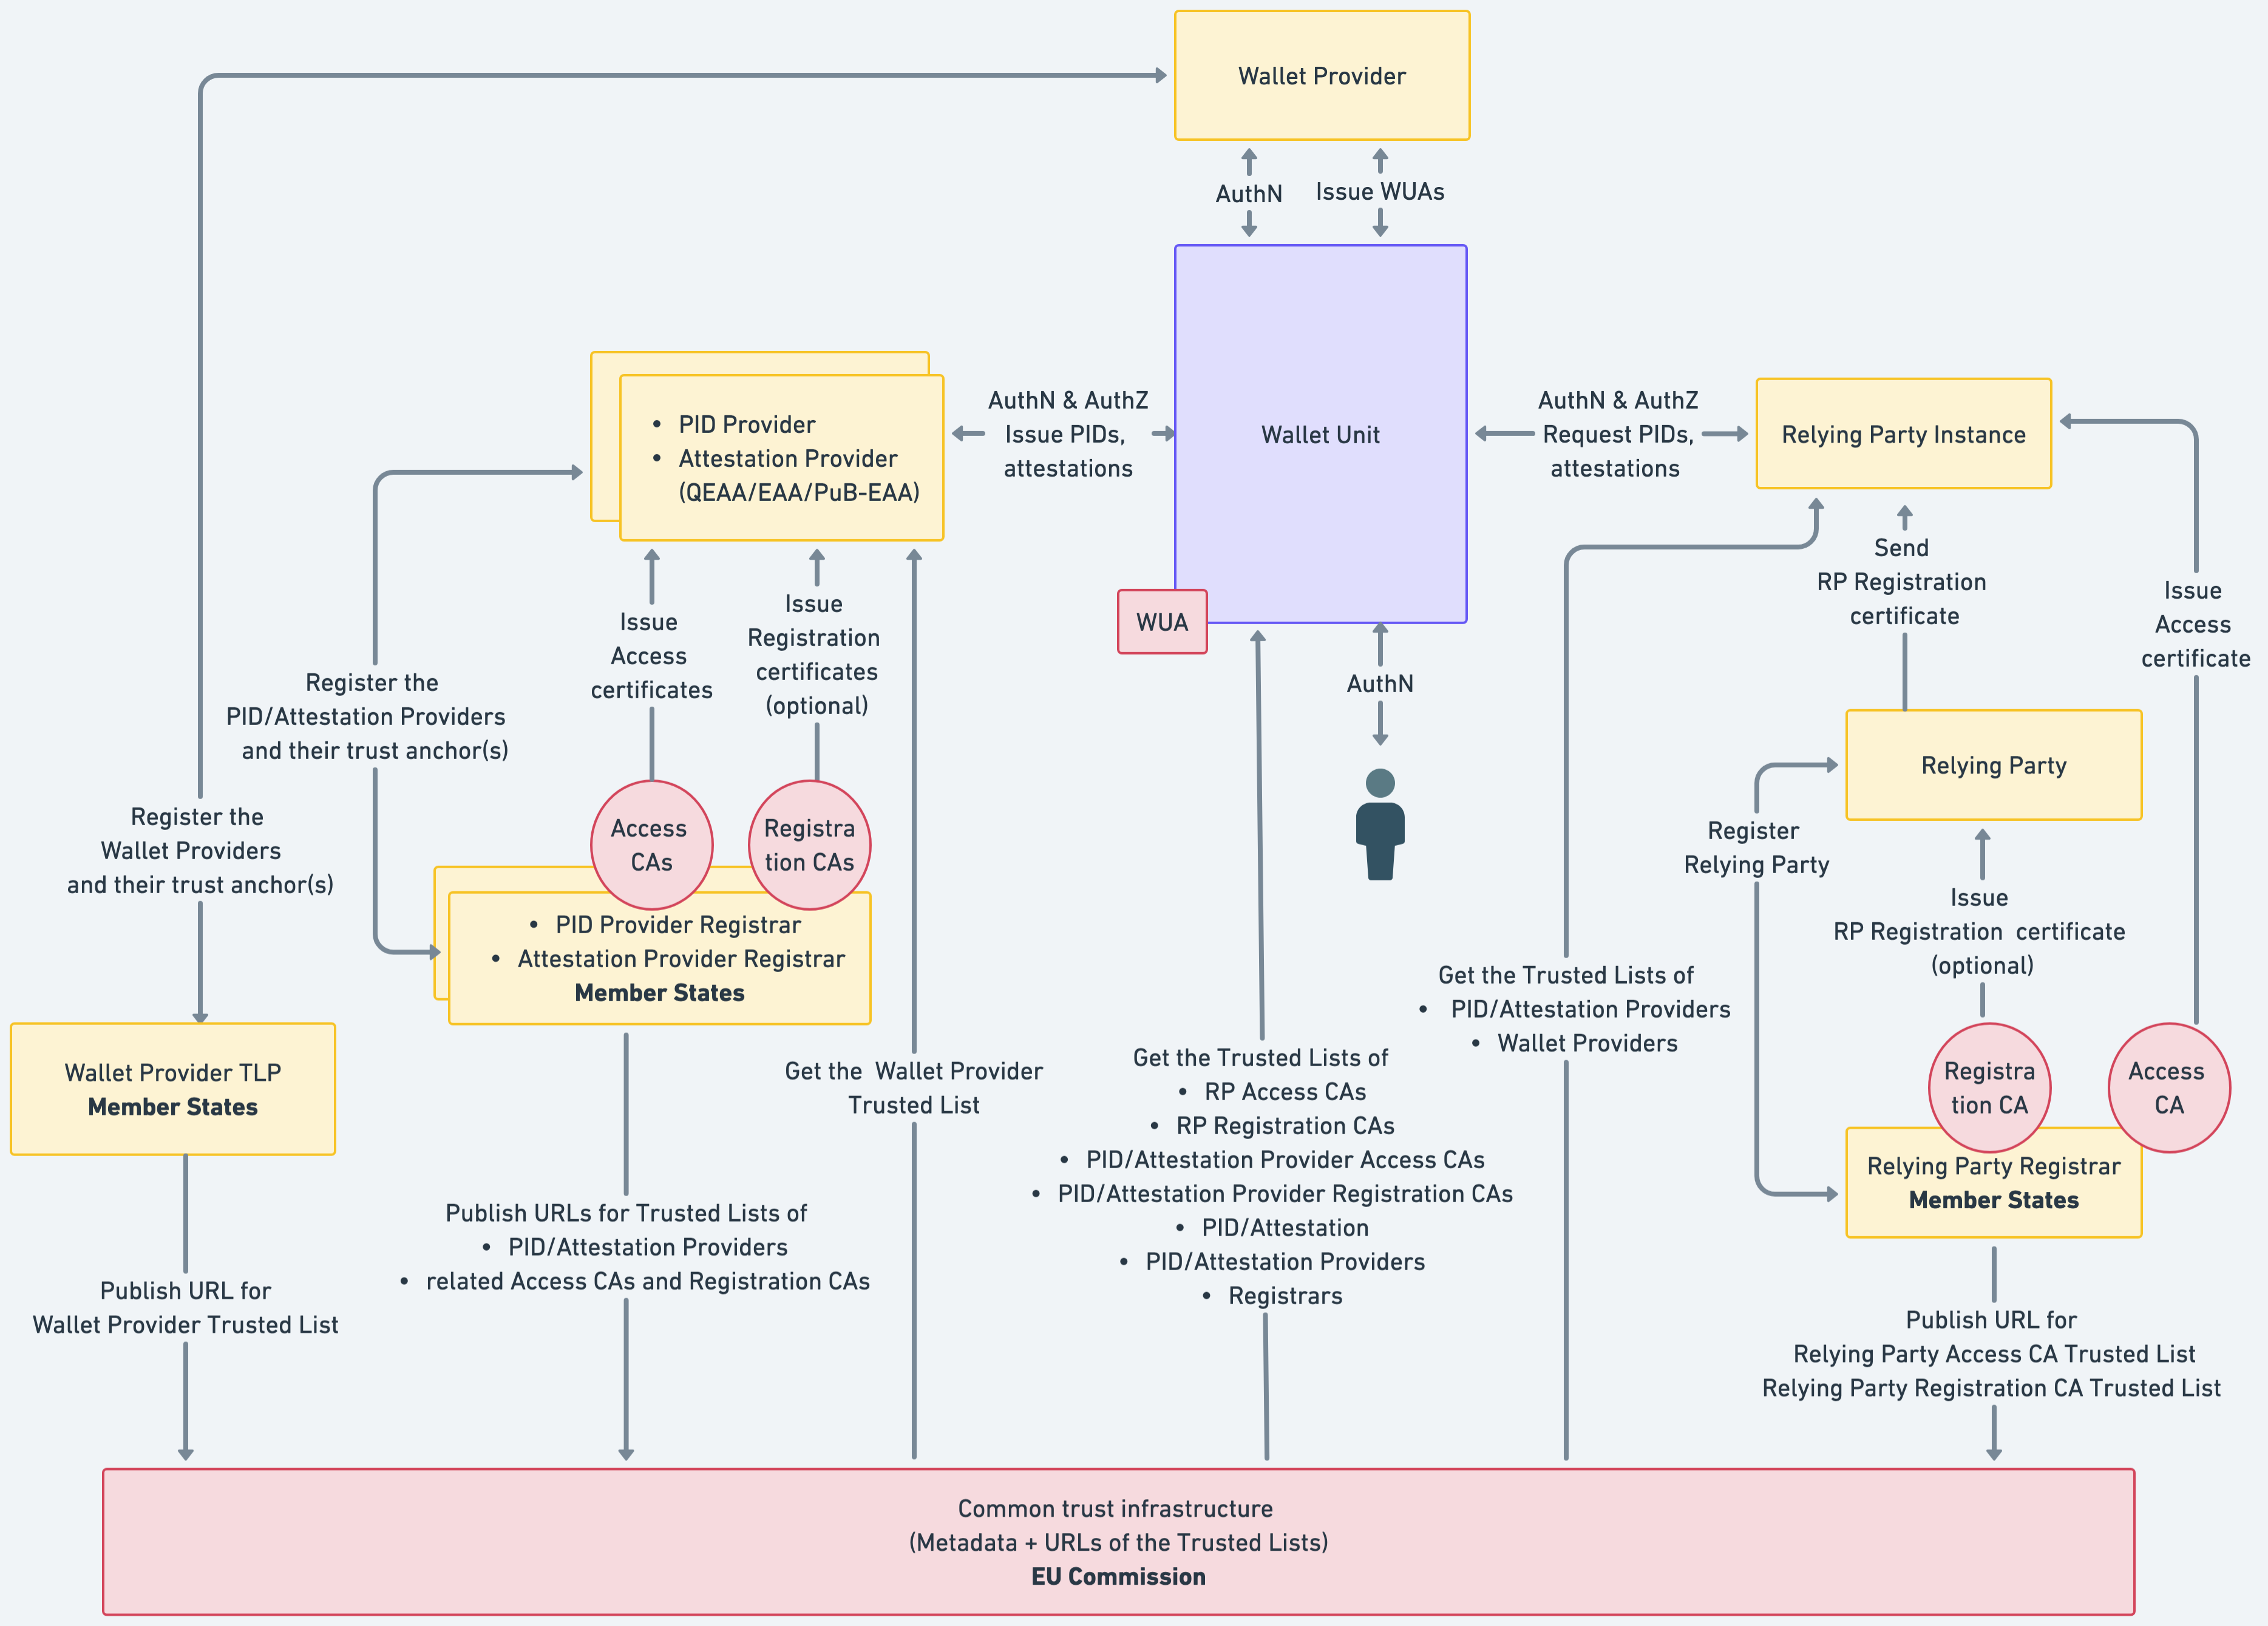 Wallet Provider
AuthN
Issue WUAs
Wallet Unit
WUA
AuthN
• PID Provider
• Attestation Provider
(QEAA/EAA/PuB-EAA)
AuthN & AuthZ
Issue PIDs,
attestations
AuthN & AuthZ
Request PIDs,
attestations
Relying Party Instance
Send
RP Registration
certificate
Issue
Access
certificate
Issue
Access
certificates
Issue
Registration
certificates
(optional)
Register the
PID/Attestation Providers
and their trust anchor(s)
Register the
Wallet Providers
and their trust anchor(s)
Access
CAs
Registra
tion CAs
• PID Provider Registrar
• Attestation Provider Registrar
Member States
Relying Party
Register
Relying Party
Issue
RP Registration certificate
(optional)
Wallet Provider TLP
Member States
Get the Wallet Provider
Trusted List
Get the Trusted Lists of
• RP Access CAs
• RP Registration CAs
• PID/Attestation Provider Access CAs
• PID/Attestation Provider Registration CAs
• PID/Attestation
• PID/Attestation Providers
• Registrars
Get the Trusted Lists of
• PID/Attestation Providers
• Wallet Providers
Registra
tion CA
Access
CA
Relying Party Registrar
Member States
Publish URL for
Wallet Provider Trusted List
Publish URLs for Trusted Lists of
• PID/Attestation Providers
• related Access CAs and Registration CAs
Publish URL for
Relying Party Access CA Trusted List
Relying Party Registration CA Trusted List
Common trust infrastructure
(Metadata + URLs of the Trusted Lists)
EU Commission